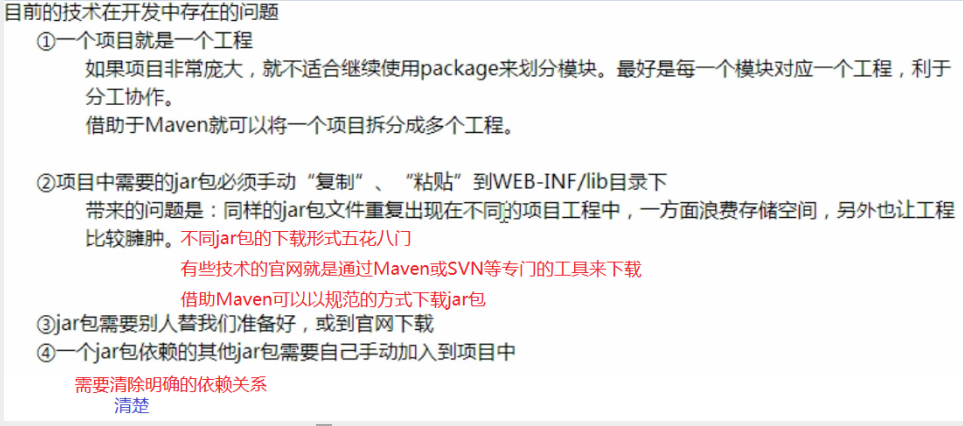 目前的技术在开发中存在的问题
①一个项目就是一个工程
如果项目非常庞大，就不适合继续使用package来划分模块。最好是每一个模块对应一个工程，利于
分工协作。
借助于Maven就可以将一个项目拆分成多个工程。
②项目中需要的jar包必须手动“复制”、“粘贴”到WEB-INF/lib目录下
带来的问题是：同样的jar包文件重复出现在不同的项目工程中，一方面浪费存储空间，另外也让工程
比较臃肿。不同jar包的下载形式五花八门
有些技术的官网就是通过Maven或SVN等专门的工具来下载
借助Maven可以以规范的方式下载jar包
③jar包需要别人替我们准备好，或到官网下载
④一个jar包依赖的其他jar包需要自己手动加入到项目中
需要清除明确的依赖关系
清楚